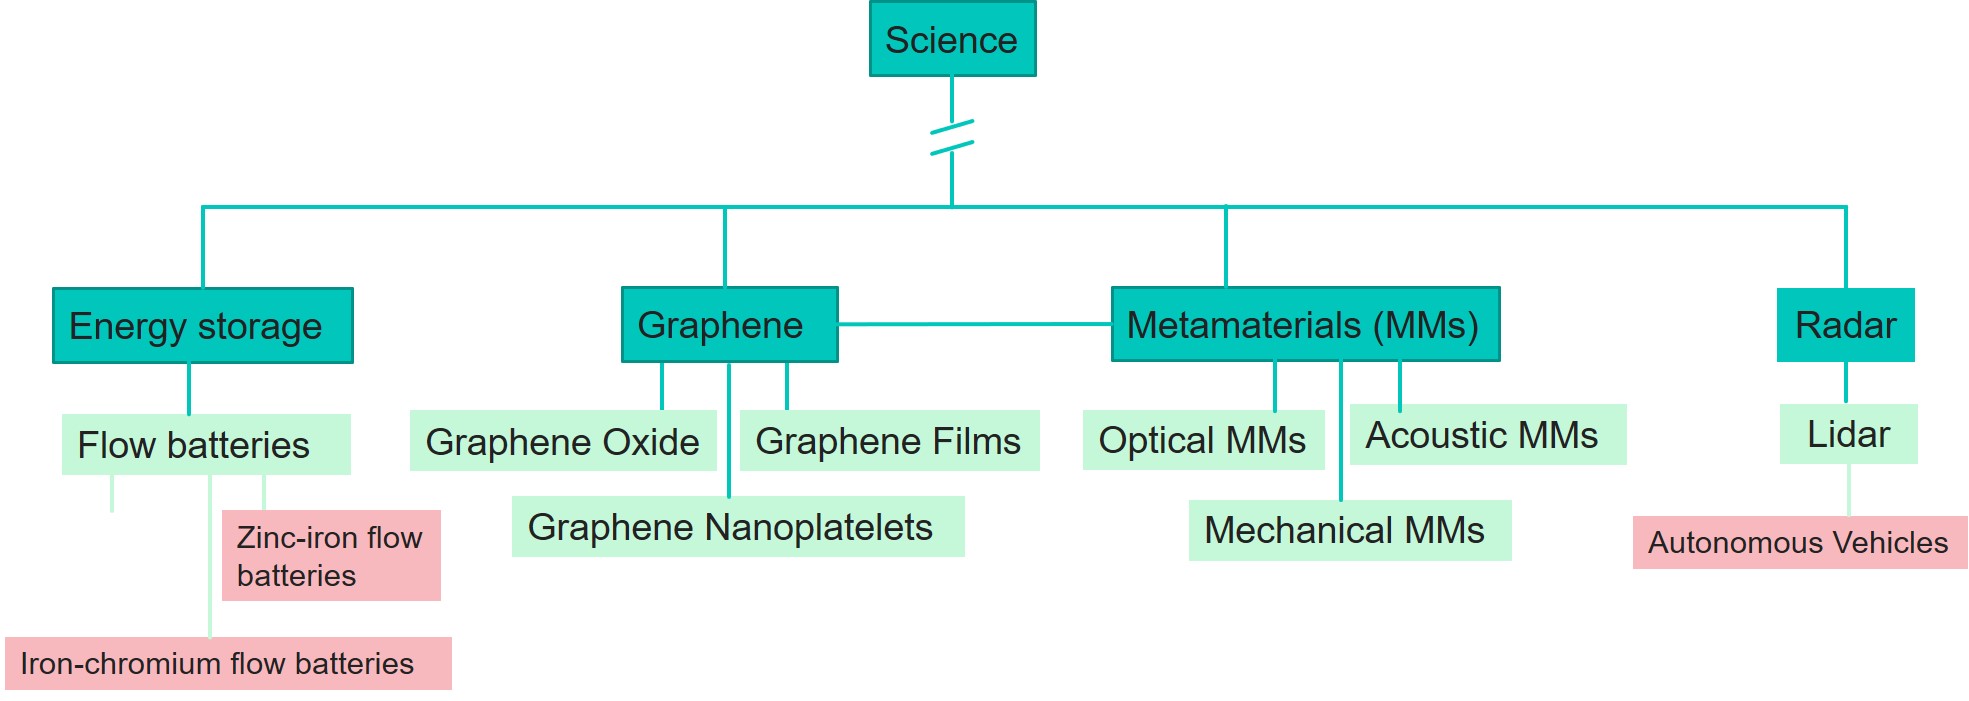 Science
Energy storage
Graphene
Metamaterials (MMs)
Radar
Flow batteries
Graphene Oxide
Graphene Films
Optical MMs
Acoustic MMs
Lidar
Graphene Nanoplatelets
Mechanical MMs
Zinc-iron flow
batteries
Autonomous Vehicles
Iron-chromium flow batteries